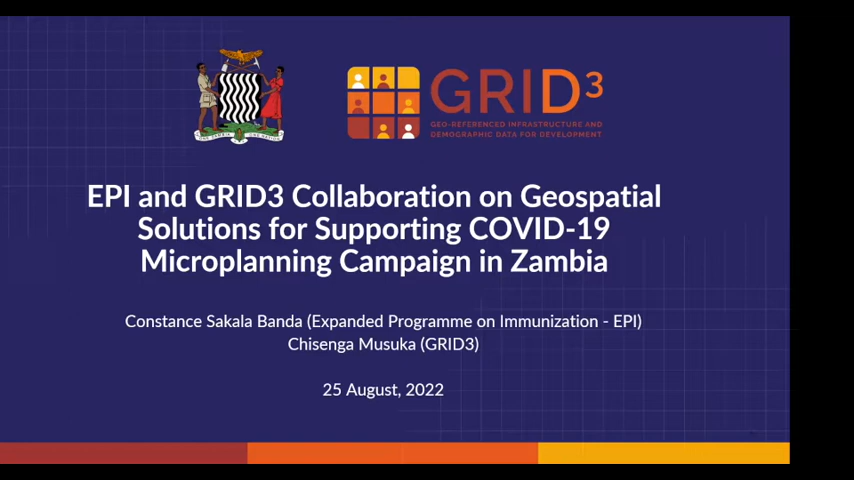 GRID3
GEO-REFERENCED INFRASTRUCTURE AND
DEMOGRAPHIC DATA FOR DEVELOPMENT
EPI and GRID3 Collaboration on Geospatial
Solutions for Supporting COVID-19
Microplanning Campaign in Zambia
Constance Sakala Banda (Expanded Programme on Immunization - EPI)
Chisenga Musuka (GRID3)
25 August, 2022